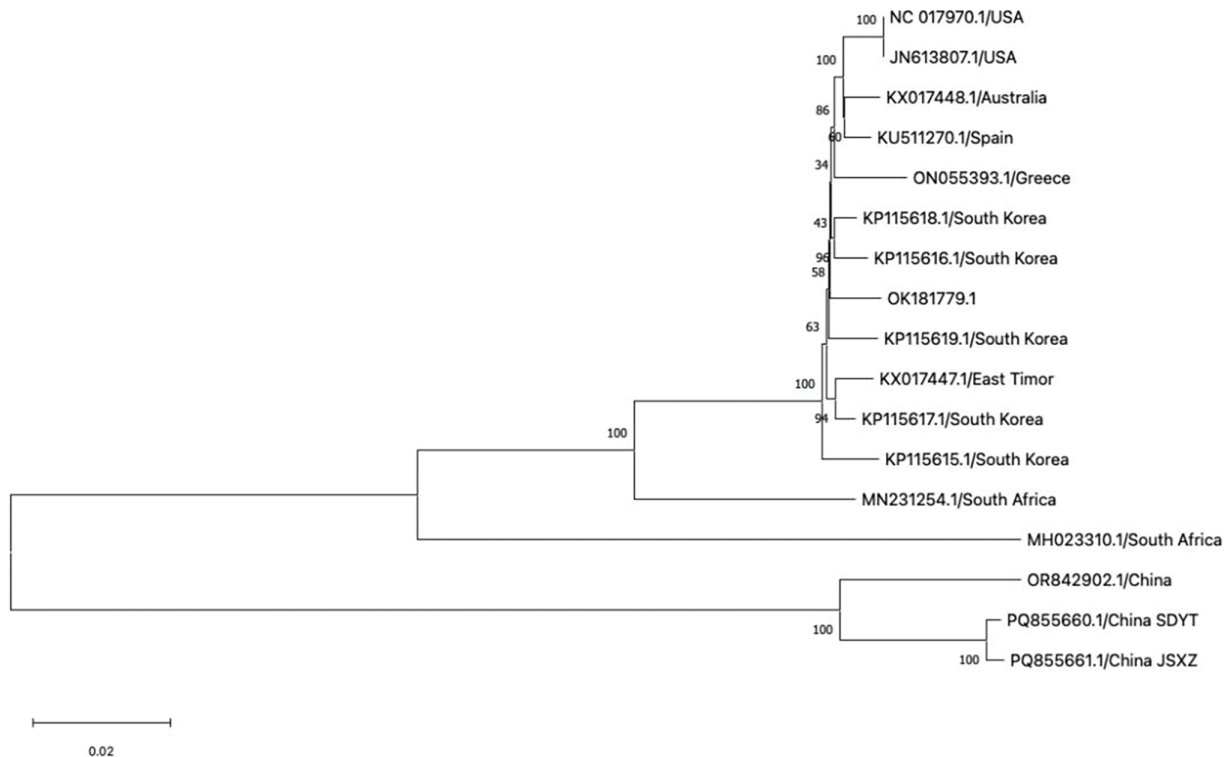 100
NC 017970.1/USA
JN613807.1/USA
100
KX017448.1/Australia
86
60
KU511270.1/Spain
34
ON055393.1/Greece
43
KP115618.1/South Korea
96
KP115616.1/South Korea
58
OK181779.1
63
KP115619.1/South Korea
100
KX017447.1/East Timor
94
KP115617.1/South Korea
100
KP115615.1/South Korea
MN231254.1/South Africa
MH023310.1/South Africa
OR842902.1/China
100
PQ855660.1/China SDYT
100
PQ855661.1/China JSXZ
0.02